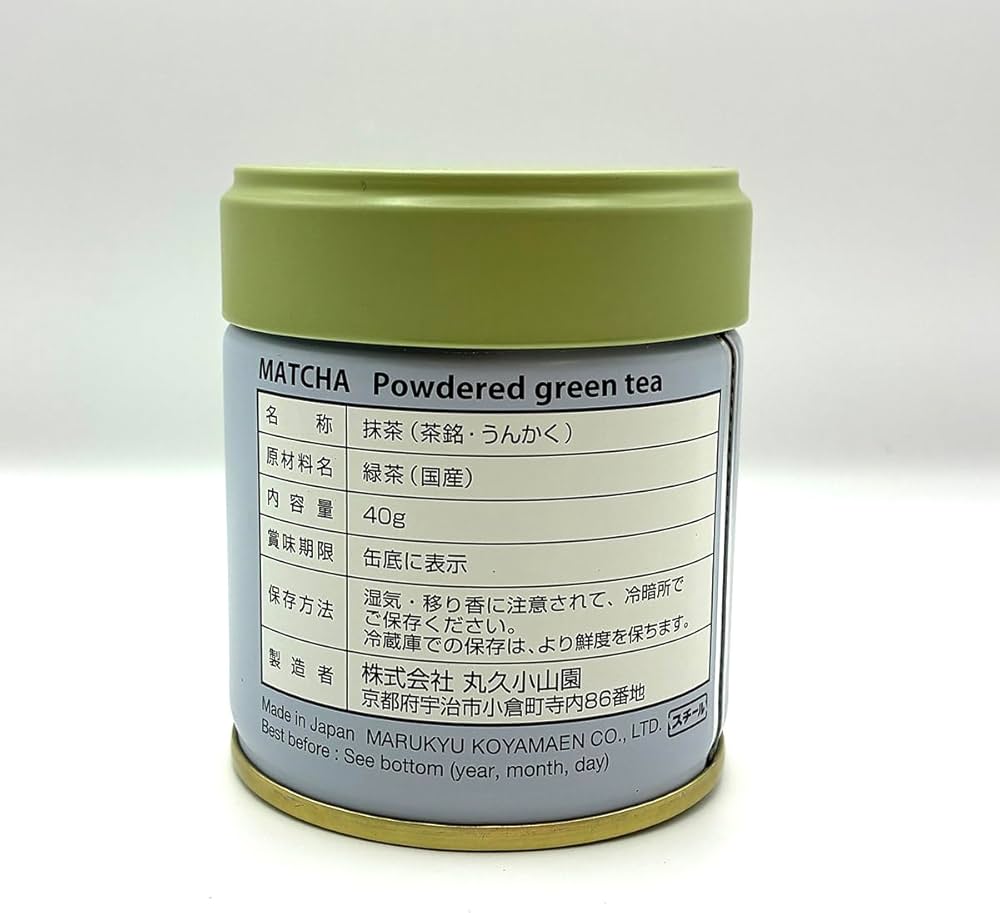 MATCHA Powdered green tea
名称 抹茶(茶銘・うんかく)
原材料名 緑茶(国産)
内容量 40g
賞味期限 缶底に表示
保存方法 湿気・移り香に注意されて、冷暗所で
ご保存ください。
冷蔵庫での保存は、より鮮度を保ちます。
製造者 株式会社 丸久小山園
京都府宇治市小倉町寺内86番地
Made in Japan MARUKYU KOYAMAEN CO., LTD. スチール
Best before : See bottom (year, month, day)